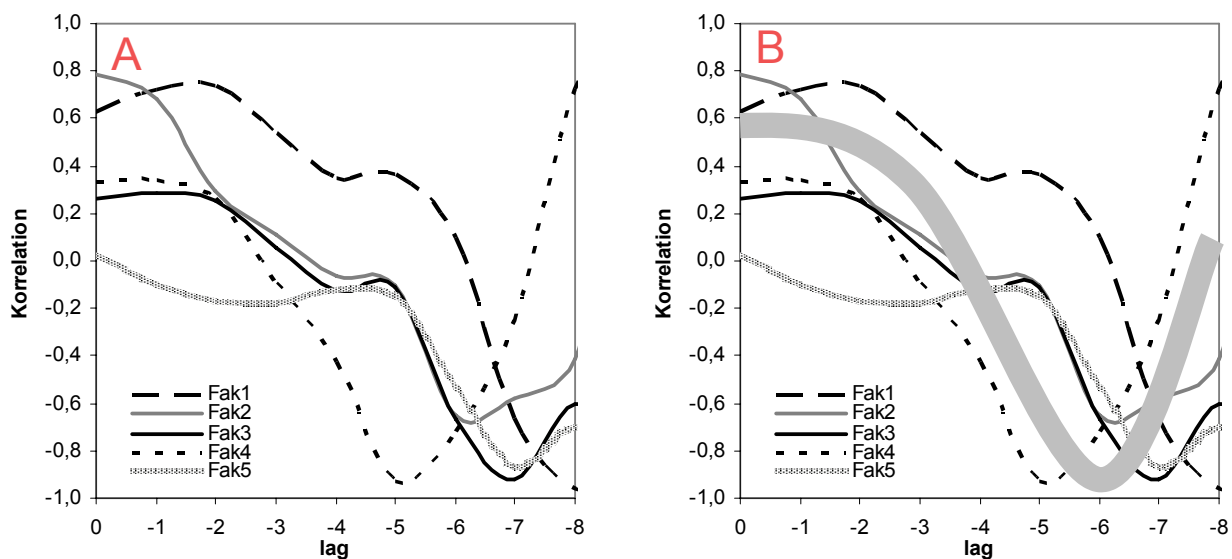 A
1,0
0,8
0,6
0,4
0,2
0,0
-0,2
-0,4
-0,6
-0,8
-1,0
Korrelation
Fak1
Fak2
Fak3
Fak4
Fak5
0 -1 -2 -3 -4 -5 -6 -7 -8
lag
B
1,0
0,8
0,6
0,4
0,2
0,0
-0,2
-0,4
-0,6
-0,8
-1,0
Korrelation
Fak1
Fak2
Fak3
Fak4
Fak5
0 -1 -2 -3 -4 -5 -6 -7 -8
lag